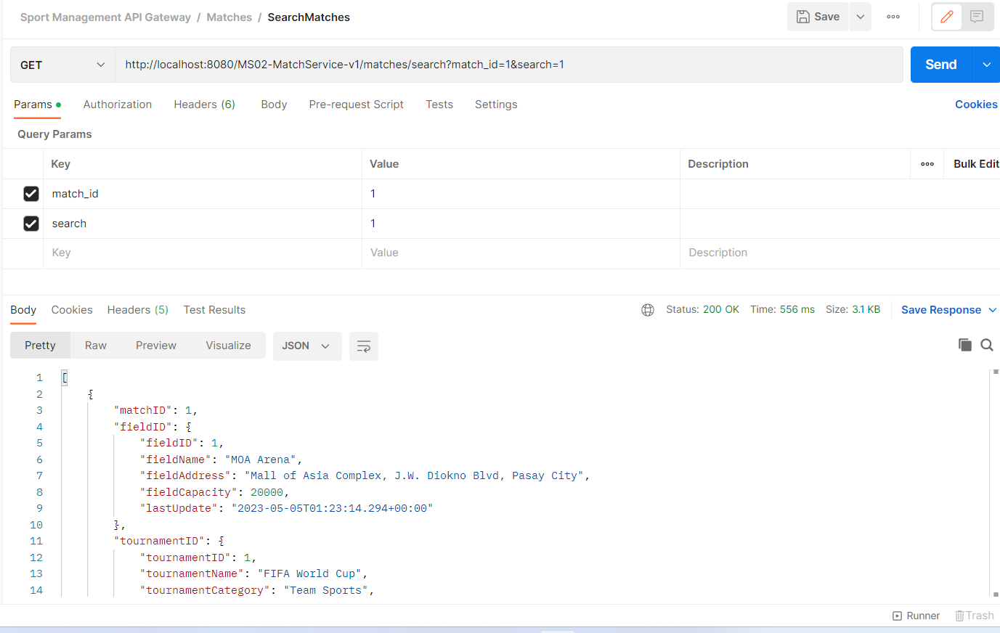 Sport Management API Gateway / Matches / SearchMatches
Save
GET
http://localhost:8080/MS02-MatchService-v1/matches/search?match_id=1&search=1
Send
Params Authorization Headers (6) Body Pre-request Script Tests Settings Cookies
Query Params
Key Value Description Bulk Edit
match_id 1
search 1
Key Value Description
Body Cookies Headers (5) Test Results Status: 200 OK Time: 556 ms Size: 3.1 KB Save Response
Pretty Raw Preview Visualize JSON
1 [
2 {
3 "matchID": 1,
4 "fieldID": {
5 "fieldID": 1,
6 "fieldName": "MOA Arena",
7 "fieldAddress": "Mall of Asia Complex, J.W. Diokno Blvd, Pasay City",
8 "fieldCapacity": 20000,
9 "lastUpdate": "2023-05-05T01:23:14.294+00:00"
10 },
11 "tournamentID": {
12 "tournamentID": 1,
13 "tournamentName": "FIFA World Cup",
14 "tournamentCategory": "Team Sports",
Runner Trash